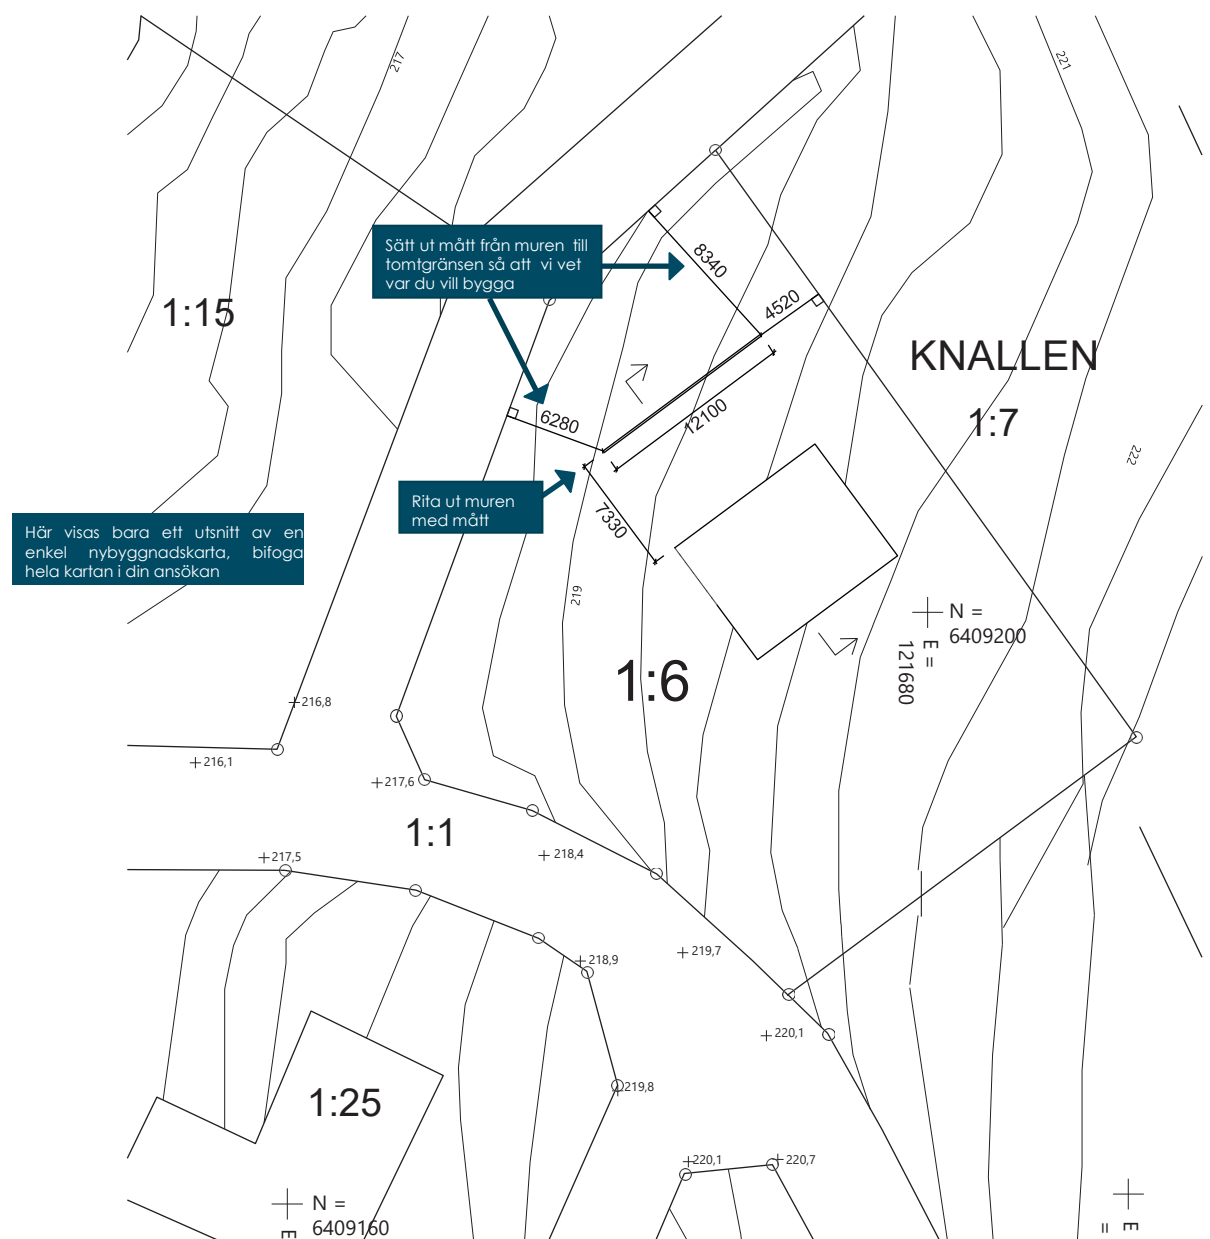 217
221
Sätt ut mått från muren till
tomtgränsen så att vi vet
var du vill bygga
8340
4520
1:15
KNALLEN
1:7
12100
6280
222
Rita ut muren
med mått
7330
Här visas bara ett utsnitt av en
enkel nybyggnadskarta, bifoga
hela kartan i din ansökan
219
N =
6409200
E =
121680
1:6
216,8
216,1
217,6
1:1
217,5
218,4
219,7
218,9
220,1
219,8
1:25
220,1
220,7
N =
6409160
E
E =